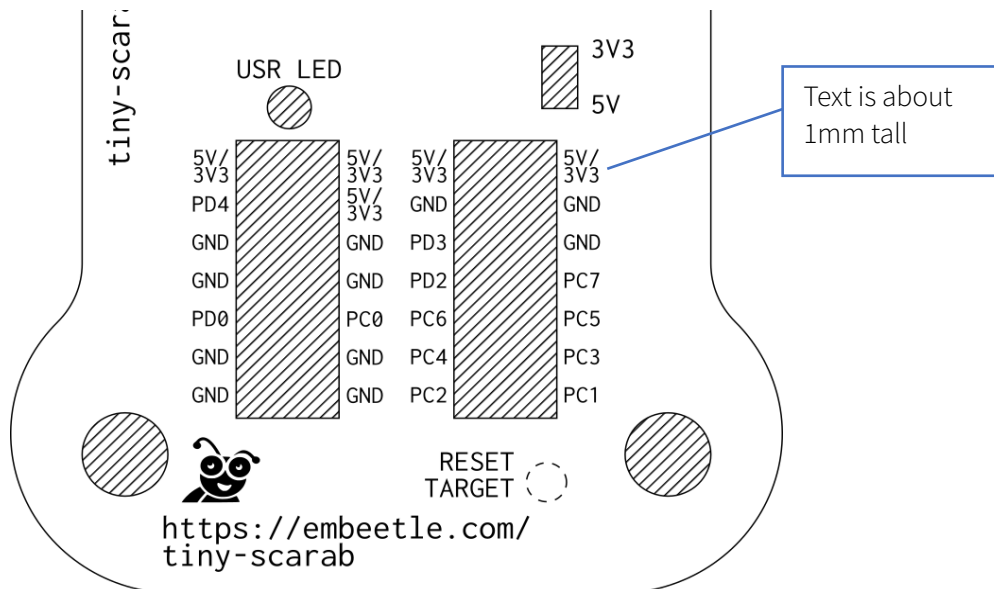 tiny-scara
USR LED
3V3
5V
Text is about
1mm tall
5V/
3V3
5V/
3V3
5V/
3V3
5V/
3V3
PD4
5V/
3V3
GND
GND
GND
GND
PD3
GND
GND
GND
PD2
PC7
PD0
PC0
PC6
PC5
GND
GND
PC4
PC3
GND
GND
PC2
PC1
RESET
TARGET
https://embeetle.com/
tiny-scarab